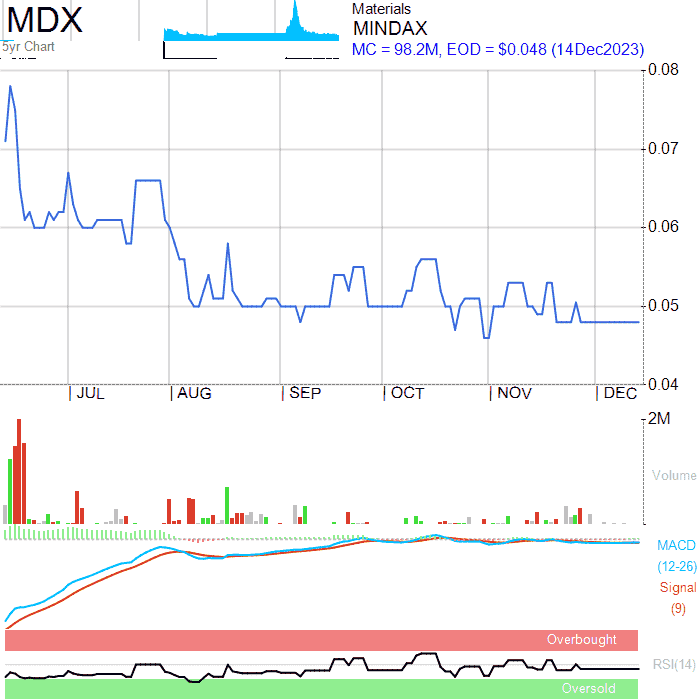 MDX
5yr Chart
Materials
MINDAX
MC = 98.2M, EOD = $0.048 (14Dec2023)
0.08
0.07
0.06
0.05
0.04
JUL AUG SEP OCT NOV DEC
2M
Volume
MACD
(12-26)
Signal
(9)
Overbought
RSI(14)
Oversold